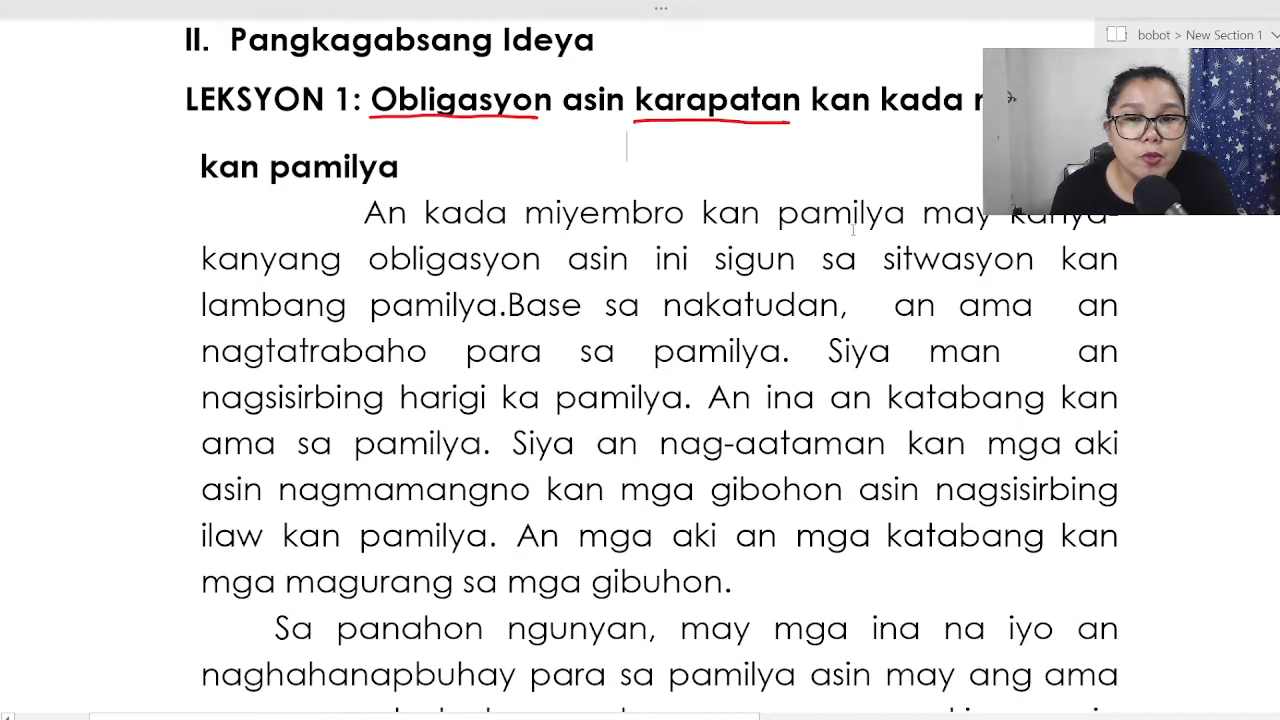 bobot > New Section 1
II. Pangkagabsang Ideya
LEKSYON 1: Obligasyon asin karapatan kan kada
kan pamilya
An kada miyembro kan pamilya may kanya-
kanyang obligasyon asin ini sigun sa sitwasyon kan
lambang pamilya.Base sa nakatudan, an ama an
nagtatrabaho para sa pamilya. Siya man an
nagsisirbing harigi ka pamilya. An ina an katabang kan
ama sa pamilya. Siya an nag-aataman kan mga aki
asin nagmamangno kan mga gibohon asin nagsisirbing
ilaw kan pamilya. An mga aki an mga katabang kan
mga magurang sa mga gibuhon.
Sa panahon ngunyan, may mga ina na iyo an
naghahanapbuhay para sa pamilya asin may ang ama